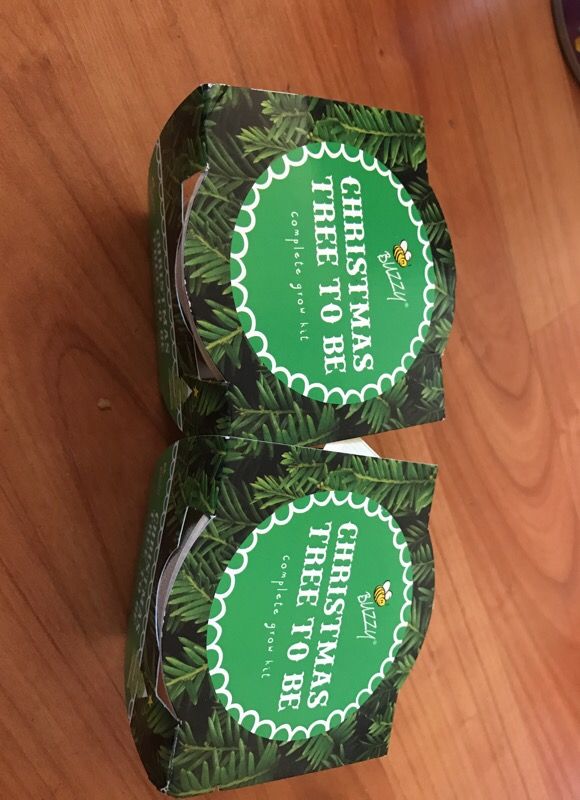 BUZZY®
CHRISTMAS
TREE TO BE
complete grow kit
BUZZY®
CHRISTMAS
TREE TO BE
complete grow kit